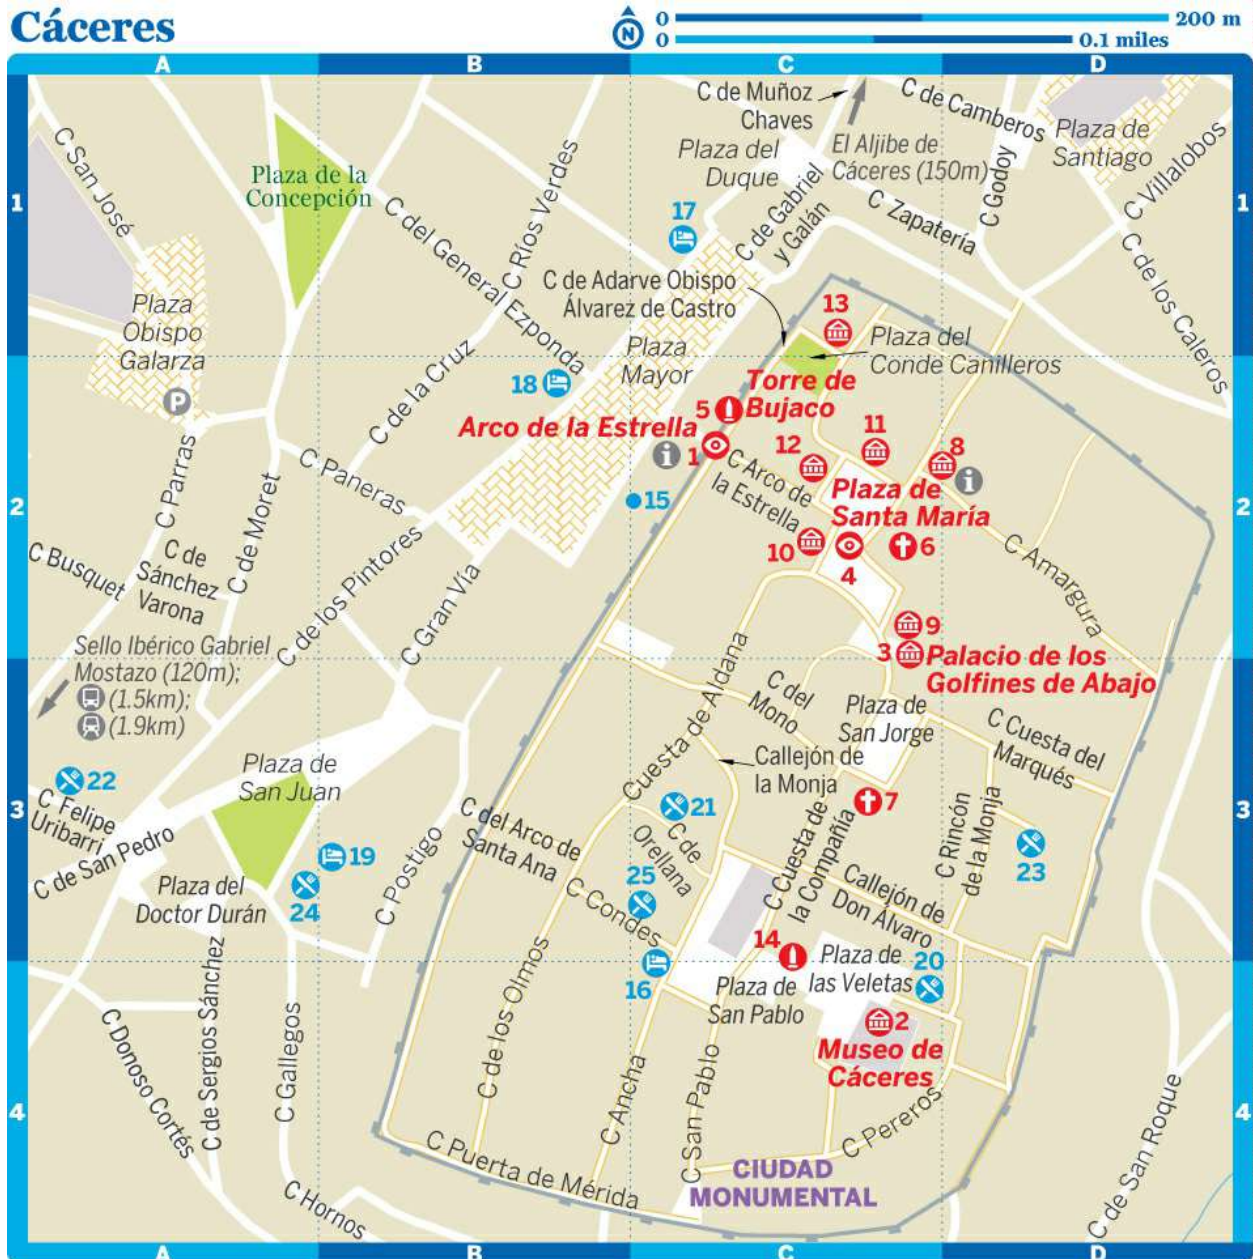 Cáceres
N
0
200 m
0
0.1 miles
A
B
C
D
1
1
C San José
Plaza de la
Concepción
C del General Ezponda
C Ríos Verdes
C de Muñoz
Chaves
El Aljibe de
Cáceres (150m)
Plaza del
Duque
C de Camberos
Plaza de
Santiago
C Godoy
C Villalobos
C de Gabriel
y Galán
C Zapatería
C de los Caleros
17
C de Adarve Obispo
Álvarez de Castro
13
Plaza del
Conde Canilleros
Plaza
Obispo
Galarza
P
Plaza
Mayor
18
C de la Cruz
Torre de
Bujaco
5
Arco de la Estrella
i
1
11
12
8
i
2
2
C Arco de
la Estrella
Plaza de
Santa María
15
10
4
6
C Paneras
C Parras
C de Moret
C de
Sánchez
Varona
C Busquet
C de los Pintores
C Gran Vía
C Amargura
9
3
Palacio de los
Golfines de Abajo
Sello Ibérico Gabriel
Mostazo (120m);
(1.5km);
(1.9km)
Cuesta de Aldana
C del
Mono
Plaza de
San Jorge
C Cuesta del
Marqués
Callejón de
la Monja
22
Plaza de
San Juan
3
3
C Felipe
Uribarri
C de San Pedro
19
24
Plaza del
Doctor Durán
C Postigo
C del Arco de
Santa Ana
21
C de
Orellana
25
C Condes
7
C Cuesta de
la Compañía
C Rincón
de la Monja
23
Callejón de
Don Álvaro
14
20
Plaza de
las Veletas
16
Plaza de
San Pablo
2
Museo de
Cáceres
C de los Olmos
C de Sergios Sánchez
C Gallegos
C Donoso Cortés
4
4
C Ancha
C San Pablo
C Pereros
C Puerta de Mérida
CIUDAD
MONUMENTAL
C Hornos
C de San Roque
A
B
C
D